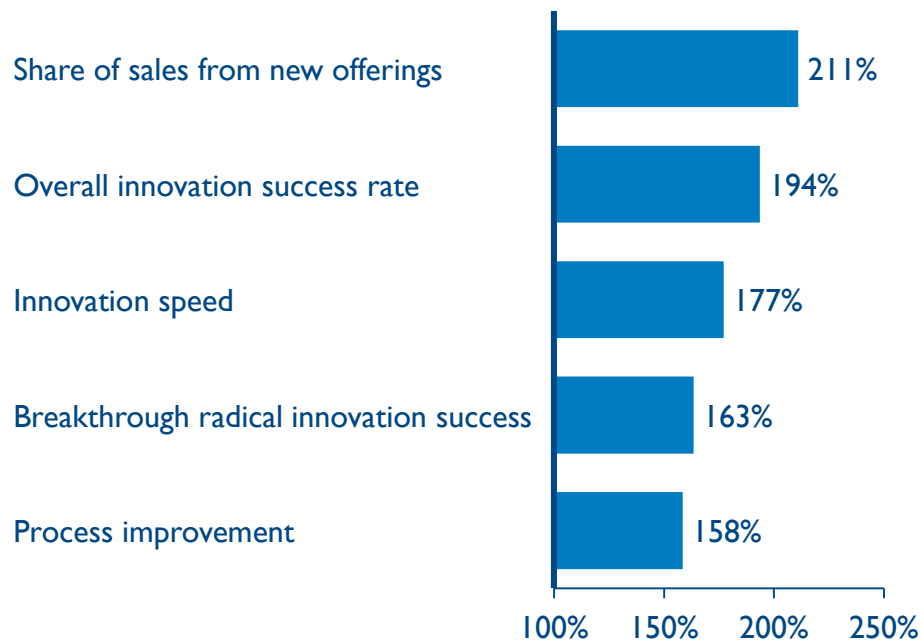 Share of sales from new offerings
211%
Overall innovation success rate
194%
Innovation speed
177%
Breakthrough radical innovation success
163%
Process improvement
158%
100% 150% 200% 250%